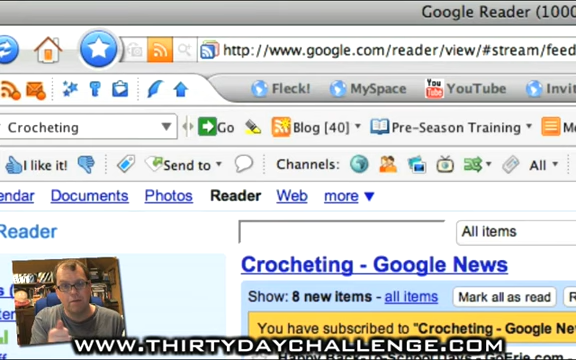 Google Reader (1000
http://www.google.com/reader/view/#stream/feed
Fleck! MySpace You Tube YouTube Invit
Crocheting Go Blog [40] Pre-Season Training Me
I like it! Send to Channels: All
endar Documents Photos Reader Web more ▼
Reader All items
Crocheting - Google News
Show: 8 new items - all items Mark all as read R
You have subscribed to "Crocheting - Google New
WWW.THIRTYDAYCHALLENGE.COM